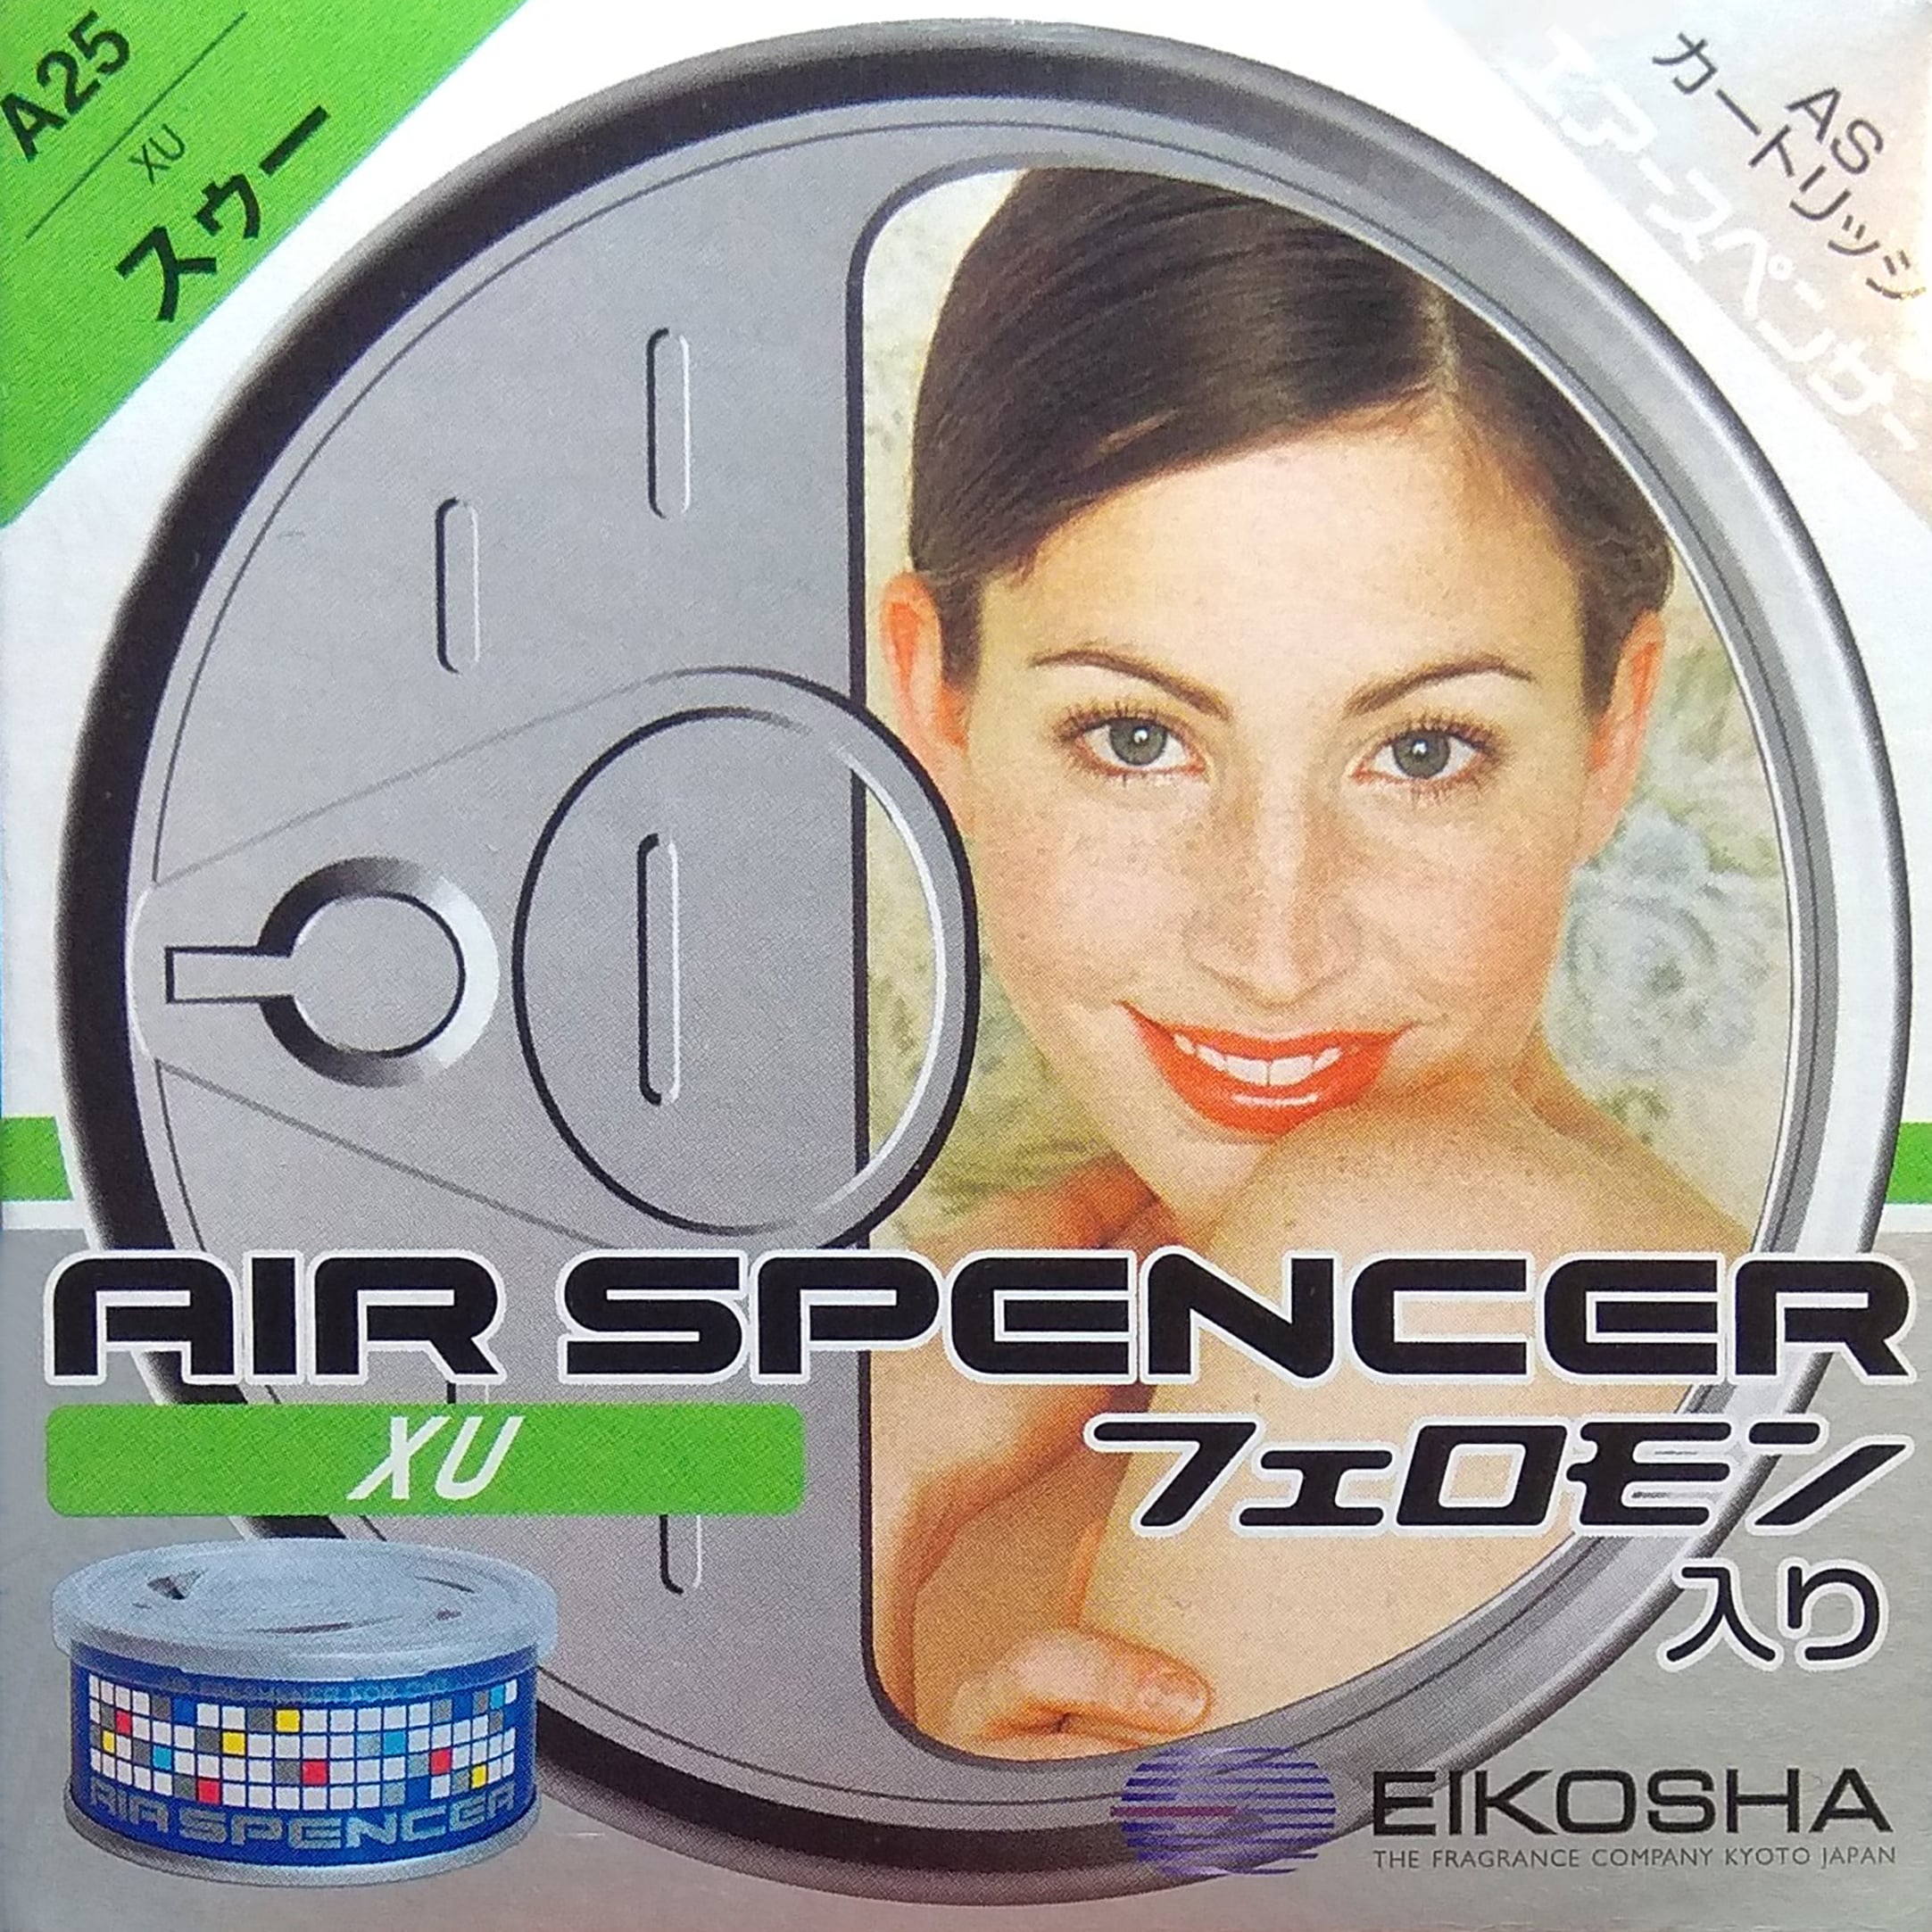 A25
XU
スゥー
AS
カートリッジ
エアースペンサー
AIR SPENCER
XU
フェロモン
入り
AIR SPENCER
EIKOSHA
THE FRAGRANCE COMPANY KYOTO JAPAN